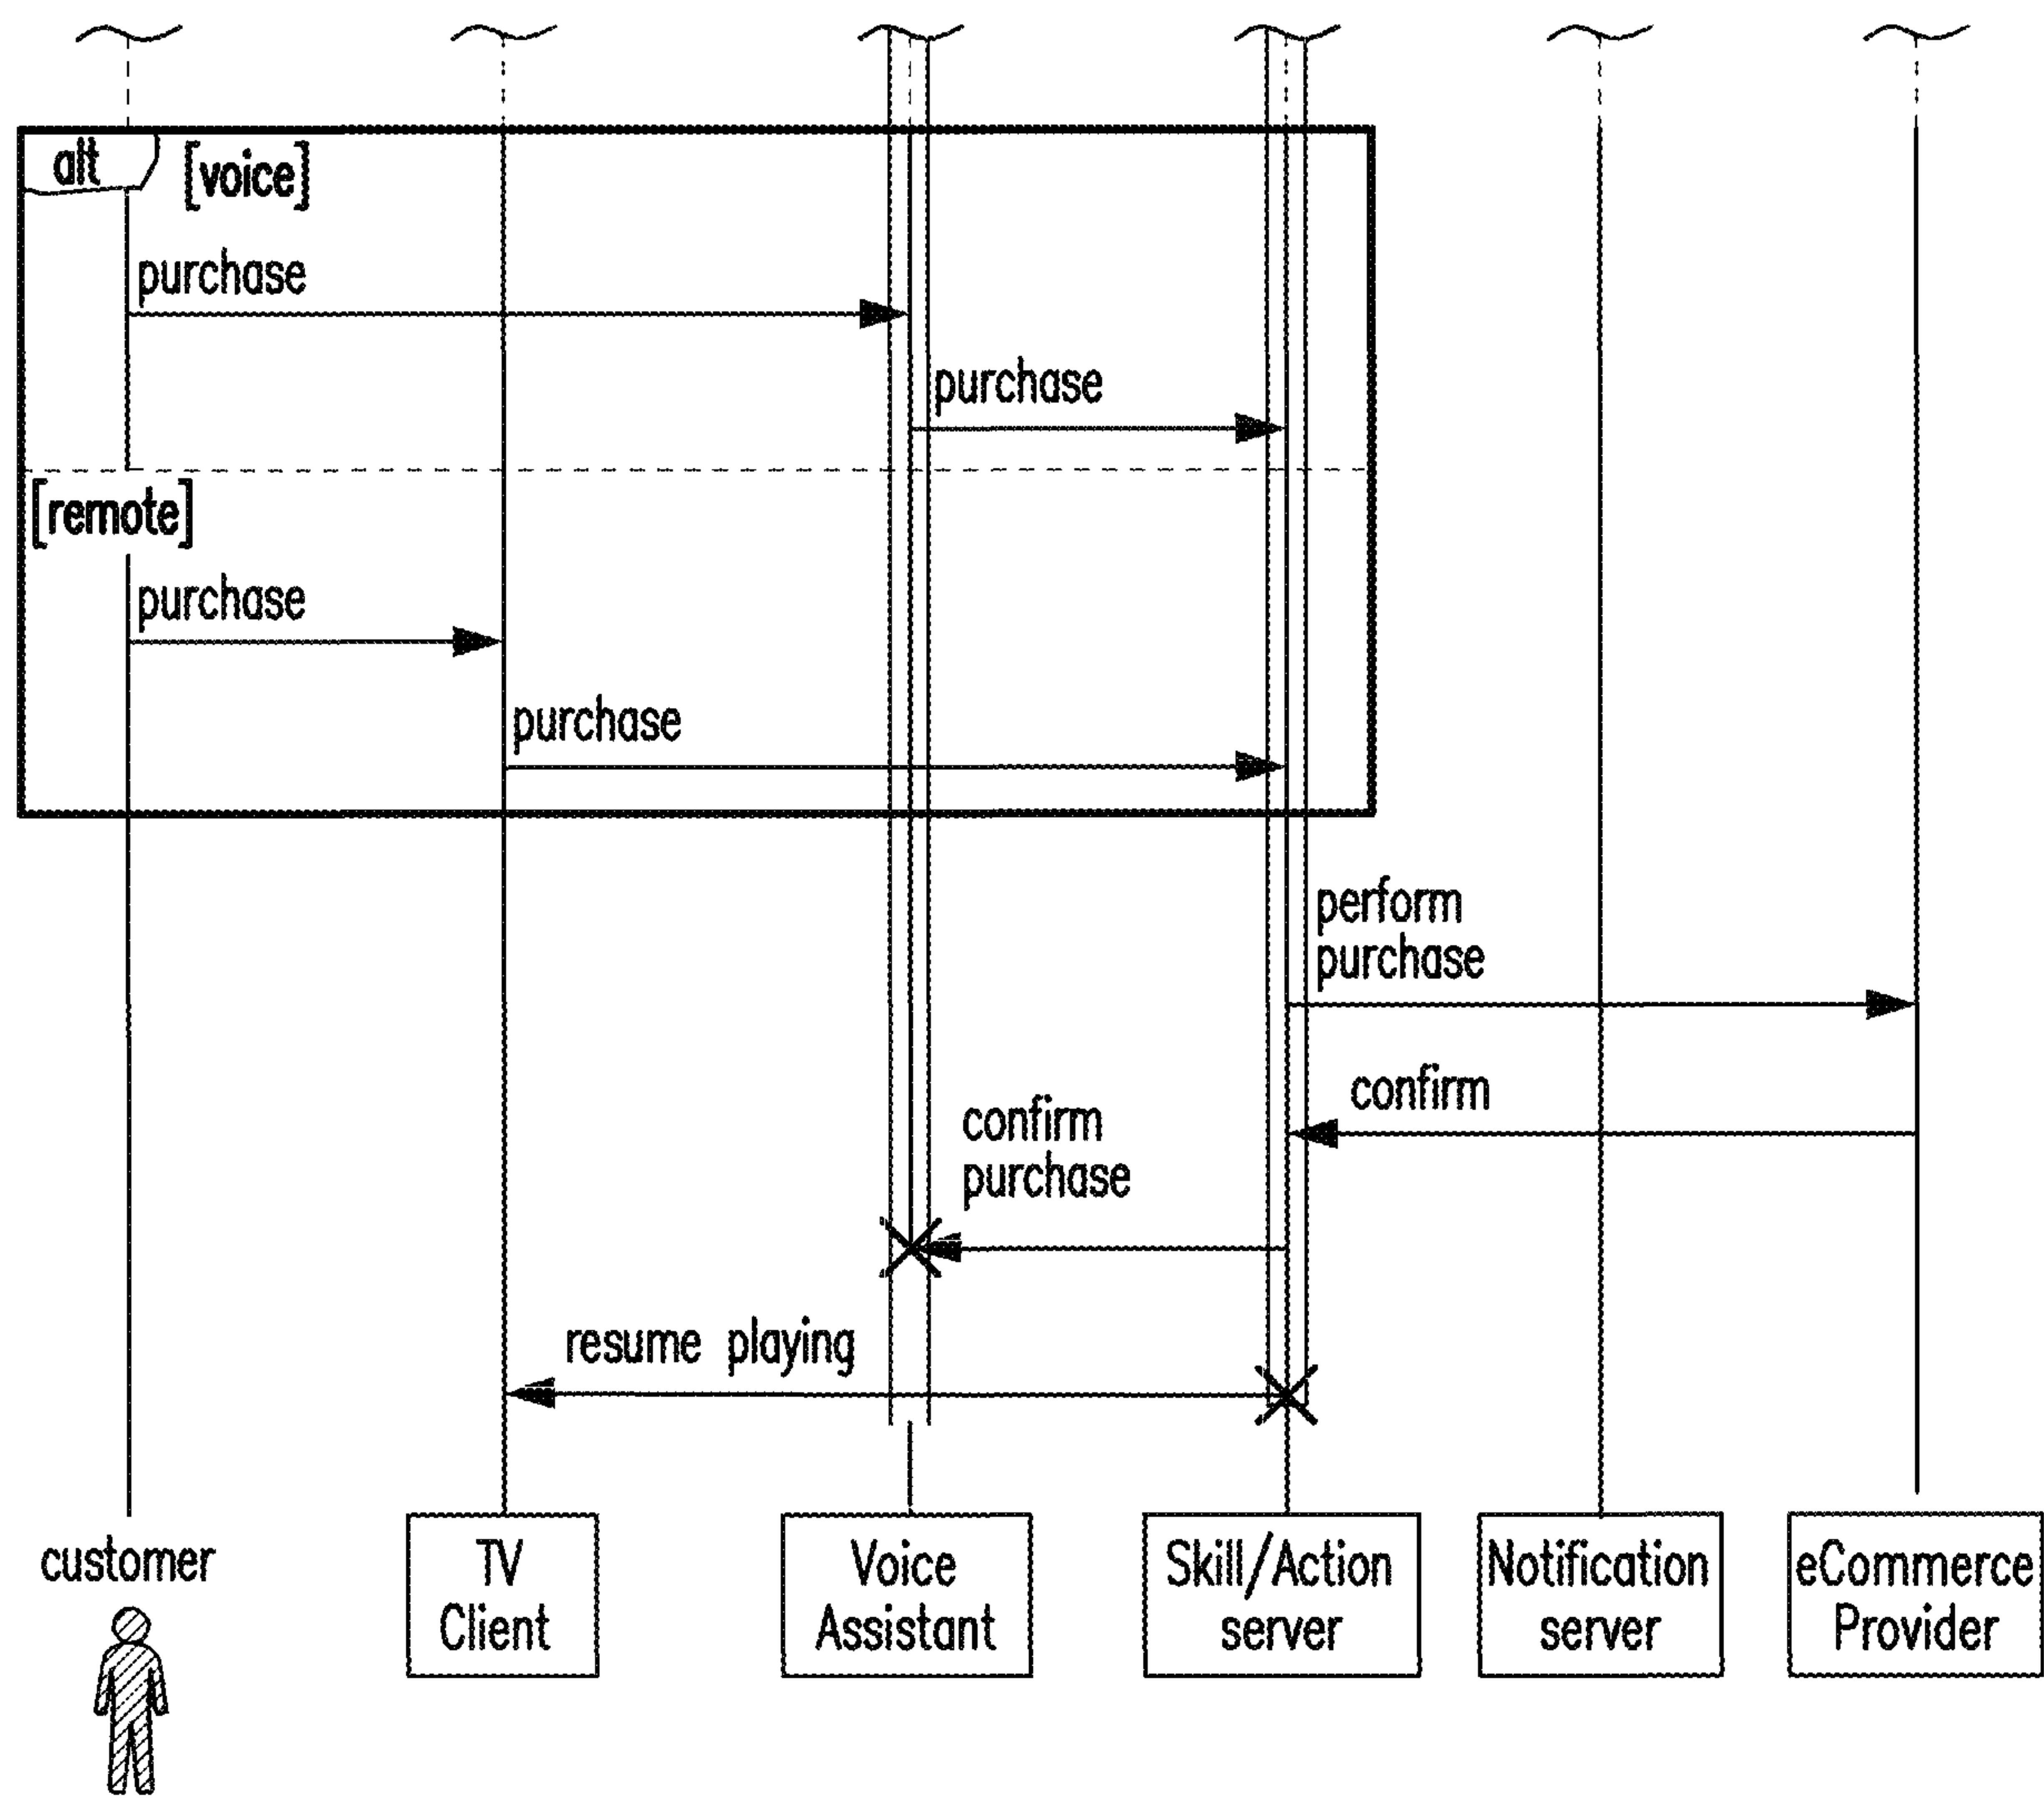 alt [voice]
purchase
purchase
[remote]
purchase
purchase
perform
purchase
confirm
confirm
purchase
resume playing
customer
TV
Client
Voice
Assistant
Skill/Action
server
Notification
server
eCommerce
Provider